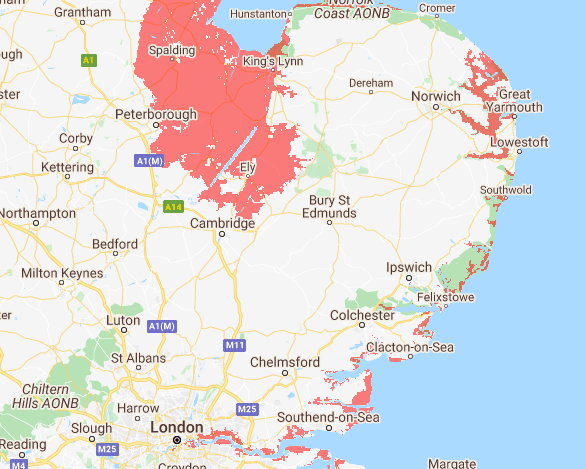 Grantham
Hunstanton
Norfolk
Coast AONB
Cromer
Spalding
A1
King's Lynn
Dereham
Norwich
Great
Yarmouth
Peterborough
Corby
Lowestoft
Kettering
A1(M)
Ely
Southwold
A14
Bury St
Edmunds
Northampton
Cambridge
Bedford
Ipswich
Milton Keynes
Felixstowe
Colchester
Luton
A1(M)
M11
Clacton-on-Sea
St Albans
Chelmsford
Chiltern
Hills AONB
Harrow
M25
Southend-on-Sea
Slough
London
Reading
M25
M4
Croydon
Margate